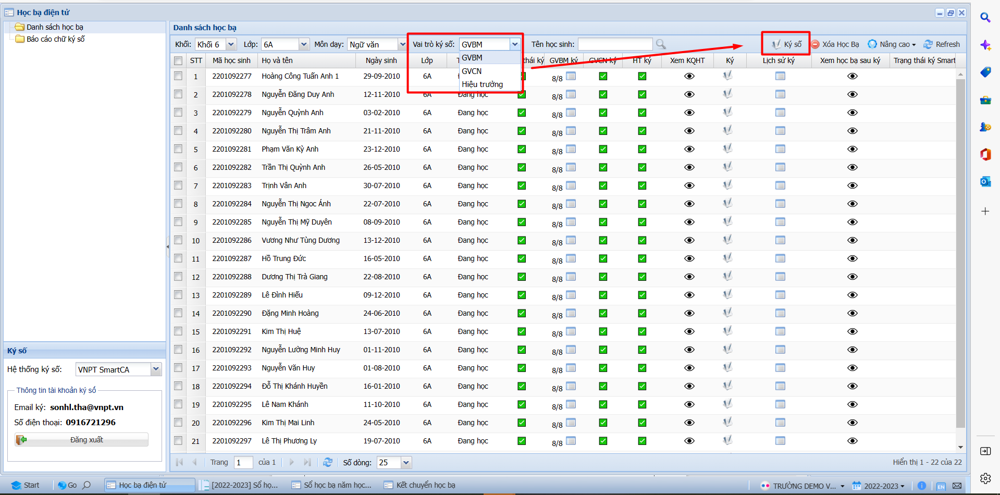 Học bạ điện tử
Danh sách học bạ
Báo cáo chữ ký số
Danh sách học bạ
Khối: Khối 6 Lớp: 6A Môn dạy: Ngữ văn Vai trò ký số: GVBM Tên học sinh: Ký số Xóa Học Bạ Nâng cao Refresh
GVBM
GVCN
Hiệu trưởng
STT Mã học sinh Họ và tên Ngày sinh Lớp thái ký GVBM ký GVCN ký HT ký Xem KQHT Ký Lịch sử ký Xem học bạ sau ký Trạng thái ký Smart
1 2201092277 Hoàng Công Tuấn Anh 1 29-09-2010 6A 8/8
2 2201092278 Nguyễn Đăng Duy Anh 12-11-2010 6A Đang học 8/8
3 2201092279 Nguyễn Quỳnh Anh 03-02-2010 6A Đang học 8/8
4 2201092280 Nguyễn Thị Trâm Anh 21-11-2010 6A Đang học 8/8
5 2201092281 Phạm Văn Kỳ Anh 23-12-2010 6A Đang học 8/8
6 2201092282 Trần Thị Quỳnh Anh 26-05-2010 6A Đang học 8/8
7 2201092283 Trịnh Vân Anh 30-07-2010 6A Đang học 8/8
8 2201092284 Nguyễn Thị Ngoc Ánh 22-07-2010 6A Đang học 8/8
9 2201092285 Nguyễn Thị Mỹ Duyên 08-09-2010 6A Đang học 8/8
10 2201092286 Vương Như Tùng Dương 13-12-2010 6A Đang học 8/8
11 2201092287 Hồ Trung Đức 16-05-2010 6A Đang học 8/8
12 2201092288 Dương Thị Trà Giang 22-08-2010 6A Đang học 8/8
13 2201092289 Lê Đình Hiếu 09-12-2010 6A Đang học 8/8
14 2201092290 Đặng Minh Hoàng 24-06-2010 6A Đang học 8/8
15 2201092291 Kim Thị Huệ 13-07-2010 6A Đang học 8/8
16 2201092292 Nguyễn Lường Minh Huy 01-11-2010 6A Đang học 8/8
17 2201092293 Nguyễn Văn Huy 01-08-2010 6A Đang học 8/8
18 2201092294 Đỗ Thị Khánh Huyền 16-01-2010 6A Đang học 8/8
19 2201092295 Lê Nam Khánh 11-10-2010 6A Đang học 8/8
20 2201092296 Kim Thị Mai Linh 24-05-2010 6A Đang học 8/8
21 2201092297 Lê Thị Phương Ly 19-07-2010 6A Đang học 8/8
Ký số
Hệ thống ký số: VNPT SmartCA
Thông tin tài khoản ký số
Email ký: sonhl.tha@vnpt.vn
Số điện thoại: 0916721296
Đăng xuất
Trang 1 của 1 Số dòng: 25 Hiển thị 1 - 22 của 22
Start Go Học bạ điện tử [2022-2023] Sổ họ... Sổ học bạ năm học... Kết chuyển học bạ TRƯỜNG DEMO V... 2022-2023 EN